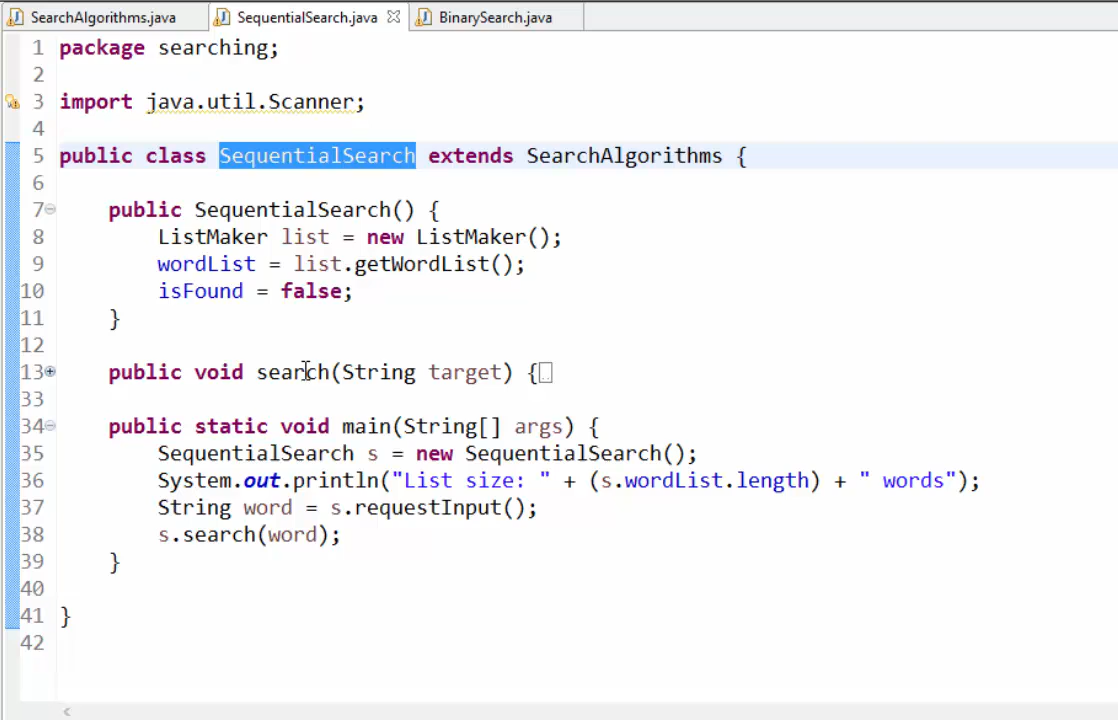 SearchAlgorithms.java SequentialSearch.java BinarySearch.java
1 package searching;
2
3 import java.util.Scanner;
4
5 public class SequentialSearch extends SearchAlgorithms {
6
7 public SequentialSearch() {
8 ListMaker list = new ListMaker();
9 wordList = list.getWordList();
10 isFound = false;
11 }
12
13 public void search(String target) {
33
34 public static void main(String[] args) {
35 SequentialSearch s = new SequentialSearch();
36 System.out.println("List size: " + (s.wordList.length) + " words");
37 String word = s.requestInput();
38 s.search(word);
39 }
40
41 }
42